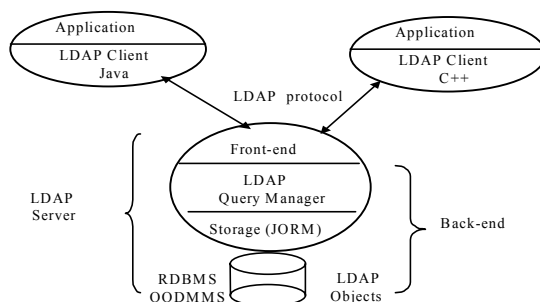 Application
LDAP Client
Java
Application
LDAP Client
C++
LDAP protocol
Front-end
LDAP
Query Manager
Storage (JORM)
LDAP
Server
Back-end
RDBMS
OODMMS
LDAP
Objects